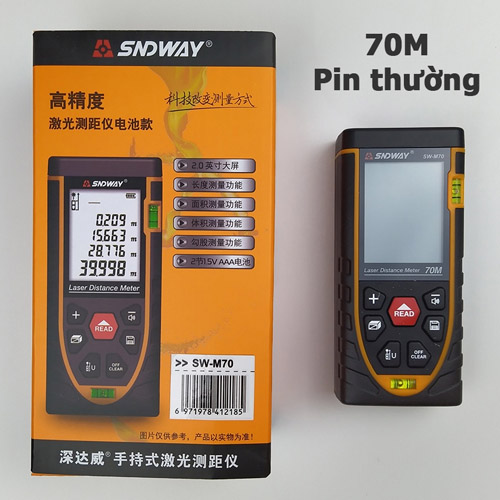 SNDWAY®
高精度
激光测距仪电池款
科技改变测量方式
2.0英寸大屏
长度测量功能
面积测量功能
体积测量功能
勾股测量功能
2节1.5V AAA电池
SNDWAY
0.209 m
15.663 m
28.776 m
39.998 m
Laser Distance Meter
READ
U
OFF
CLEAR
>> SW-M70
6 971978 412185 >
图片仅供参考，产品以实物为准！
深达威®手持式激光测距仪
70M
Pin thường
SNDWAY
SW-M70
Laser Distance Meter 70M
READ
U
OFF
CLEAR